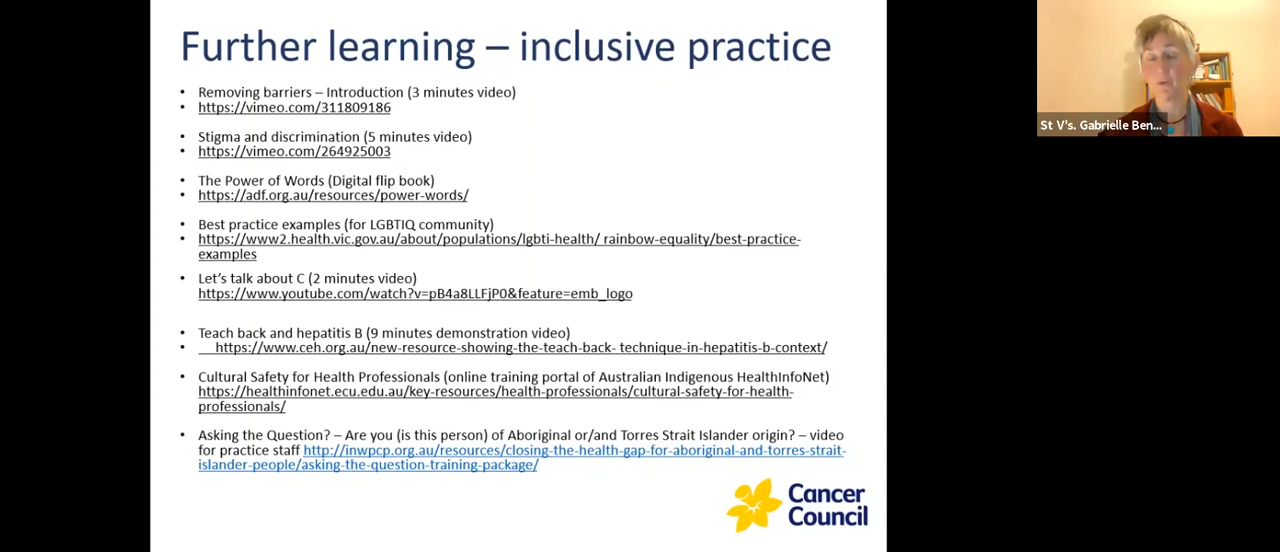 Further learning – inclusive practice
• Removing barriers – Introduction (3 minutes video)
• https://vimeo.com/311809186
• Stigma and discrimination (5 minutes video)
• https://vimeo.com/264925003
• The Power of Words (Digital flip book)
• https://adf.org.au/resources/power-words/
• Best practice examples (for LGBTIQ community)
• https://www2.health.vic.gov.au/about/populations/lgbti-health/ rainbow-equality/best-practice-
examples
• Let's talk about C (2 minutes video)
https://www.youtube.com/watch?v=pB4a8LLFjP0&feature=emb_logo
• Teach back and hepatitis B (9 minutes demonstration video)
• https://www.ceh.org.au/new-resource-showing-the-teach-back- technique-in-hepatitis-b-context/
• Cultural Safety for Health Professionals (online training portal of Australian Indigenous HealthInfoNet)
https://healthinfonet.ecu.edu.au/key-resources/health-professionals/cultural-safety-for-health-
professionals/
• Asking the Question? – Are you (is this person) of Aboriginal or/and Torres Strait Islander origin? – video
for practice staff http://inwpcp.org.au/resources/closing-the-health-gap-for-aboriginal-and-torres-strait-
islander-people/asking-the-question-training-package/
Cancer
Council
St V's. Gabrielle Ben...